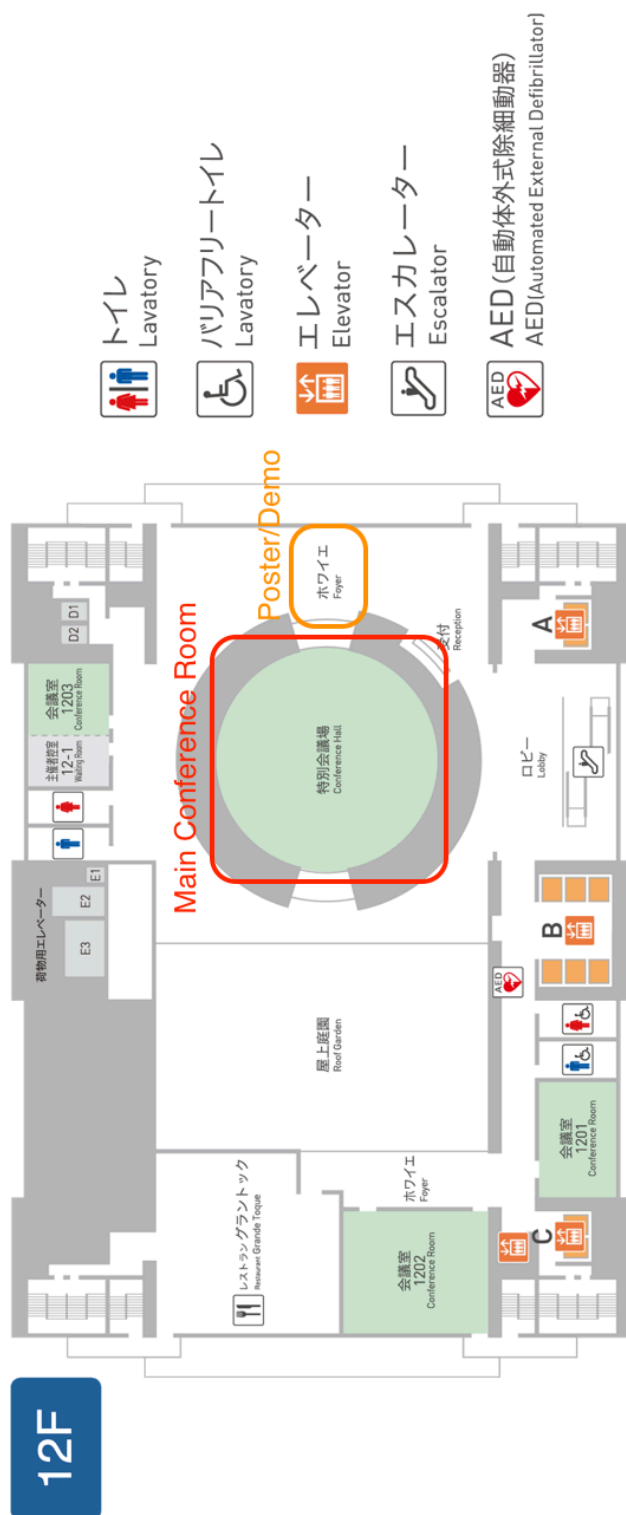 12F
荷物用エレベーター
E3
E2
E1
主催者控室
12-1
Waiting Room
会議室
1203
Conference Room
D2
D1
レストラン グラントック
Restaurant Grande Toque
屋上庭園
Roof Garden
Main Conference Room
特別会議場
Conference Hall
Poster/Demo
ホワイエ
Foyer
受付
Reception
会議室
1202
Conference Room
ホワイエ
Foyer
AED
ロビー
Lobby
C
会議室
1201
Conference Room
B
A
トイレ
Lavatory
バリアフリートイレ
Lavatory
エレベーター
Elevator
エスカレーター
Escalator
AED
AED(自動体外式除細動器)
AED(Automated External Defibrillator)